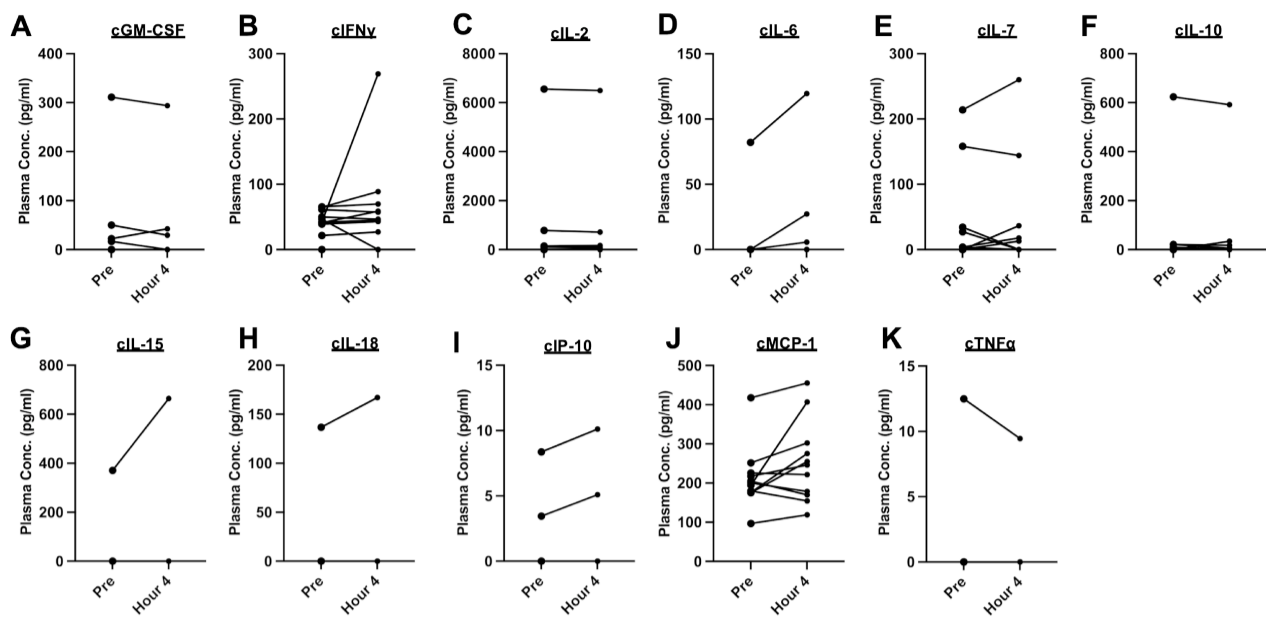 A cGM-CSF
Plasma Conc. (pg/ml)
400
300
200
100
0
Pre Hour 4
B cIFNγ
Plasma Conc. (pg/ml)
300
200
100
0
Pre Hour 4
C cIL-2
Plasma Conc. (pg/ml)
8000
6000
4000
2000
0
Pre Hour 4
D cIL-6
Plasma Conc. (pg/ml)
150
100
50
0
Pre Hour 4
E cIL-7
Plasma Conc. (pg/ml)
300
200
100
0
Pre Hour 4
F cIL-10
Plasma Conc. (pg/ml)
800
600
400
200
0
Pre Hour 4
G cIL-15
Plasma Conc. (pg/ml)
800
600
400
200
0
Pre Hour 4
H cIL-18
Plasma Conc. (pg/ml)
200
150
100
50
0
Pre Hour 4
I cIP-10
Plasma Conc. (pg/ml)
15
10
5
0
Pre Hour 4
J cMCP-1
Plasma Conc. (pg/ml)
500
400
300
200
100
0
Pre Hour 4
K cTNFα
Plasma Conc. (pg/ml)
15
10
5
0
Pre Hour 4